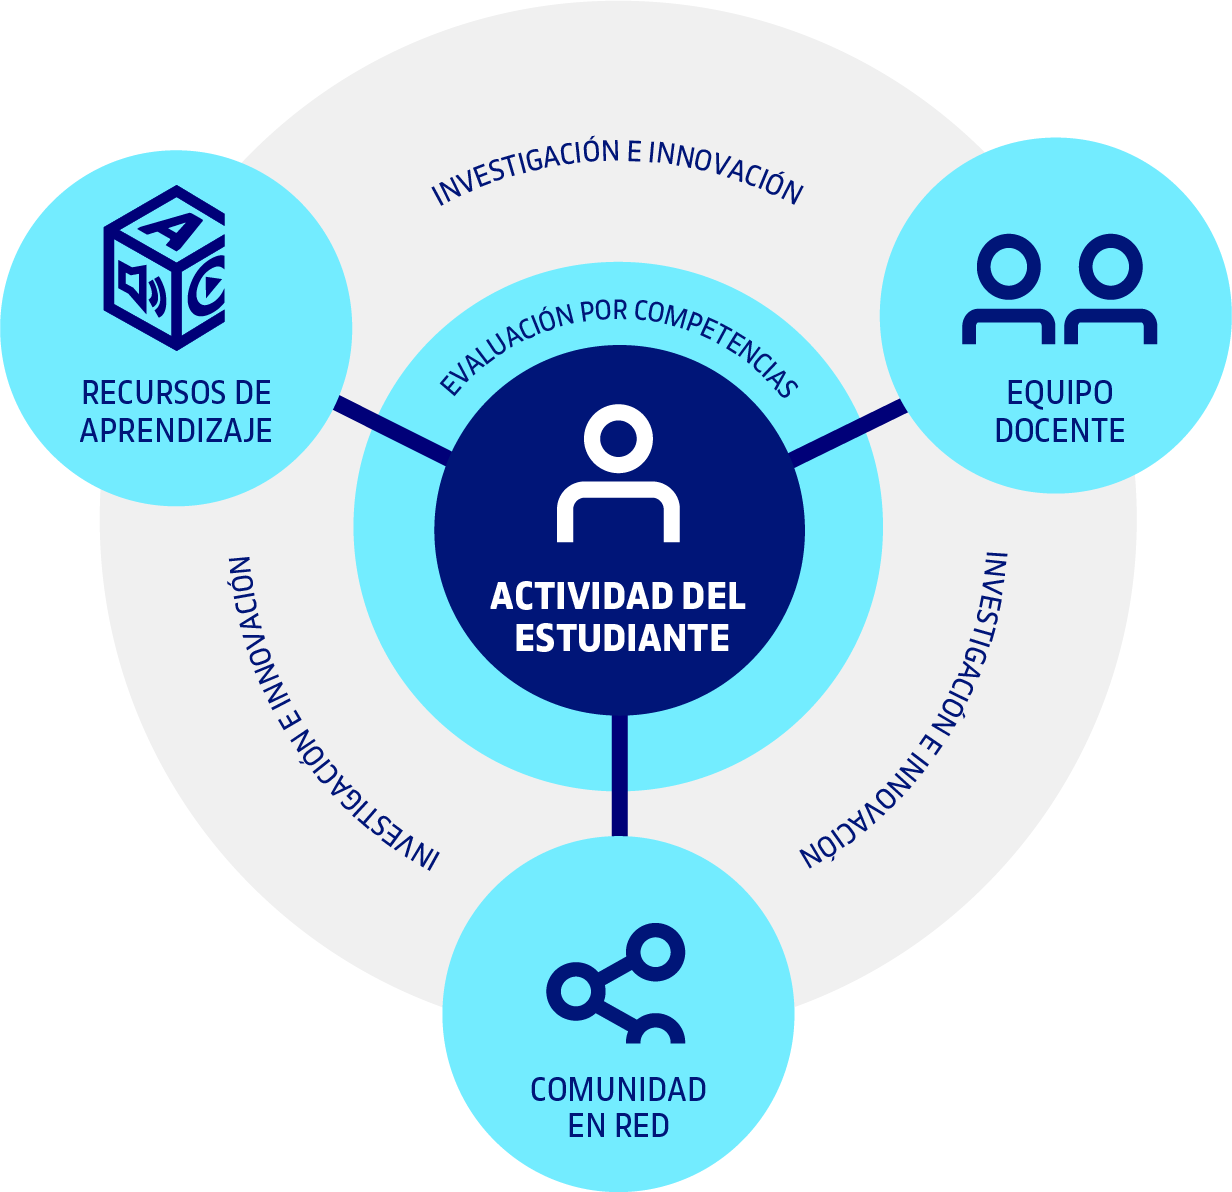 INVESTIGACIÓN E INNOVACIÓN
EVALUACIÓN POR COMPETENCIAS
RECURSOS DE
APRENDIZAJE
EQUIPO
DOCENTE
ACTIVIDAD DEL
ESTUDIANTE
INVESTIGACIÓN E INNOVACIÓN
INVESTIGACIÓN E INNOVACIÓN
COMUNIDAD
EN RED